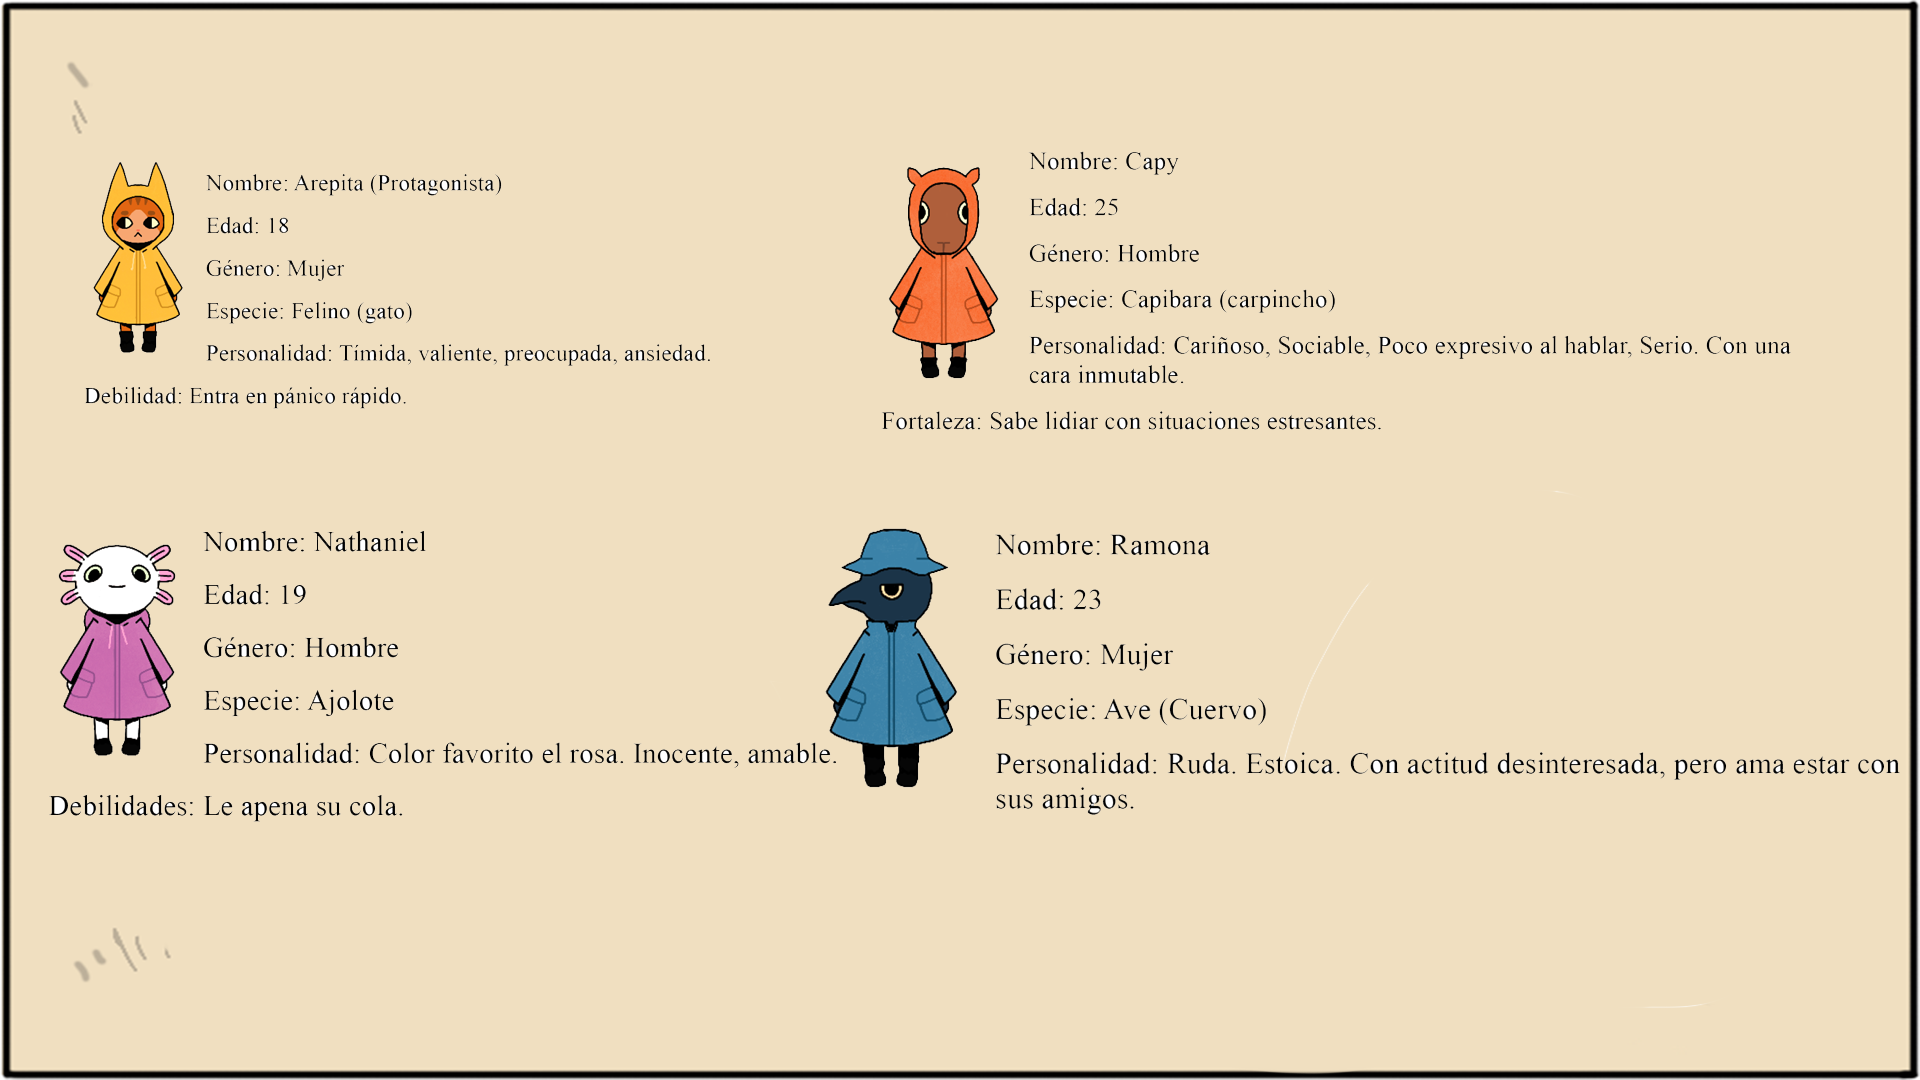 Nombre: Arepita (Protagonista)
Edad: 18
Género: Mujer
Especie: Felino (gato)
Personalidad: Tímida, valiente, preocupada, ansiedad.
Debilidad: Entra en pánico rápido.
Nombre: Capy
Edad: 25
Género: Hombre
Especie: Capibara (carpincho)
Personalidad: Cariñoso, Sociable, Poco expresivo al hablar, Serio. Con una
cara inmutable.
Fortaleza: Sabe lidiar con situaciones estresantes.
Nombre: Nathaniel
Edad: 19
Género: Hombre
Especie: Ajolote
Personalidad: Color favorito el rosa. Inocente, amable.
Debilidades: Le apena su cola.
Nombre: Ramona
Edad: 23
Género: Mujer
Especie: Ave (Cuervo)
Personalidad: Ruda. Estoica. Con actitud desinteresada, pero ama estar con
sus amigos.